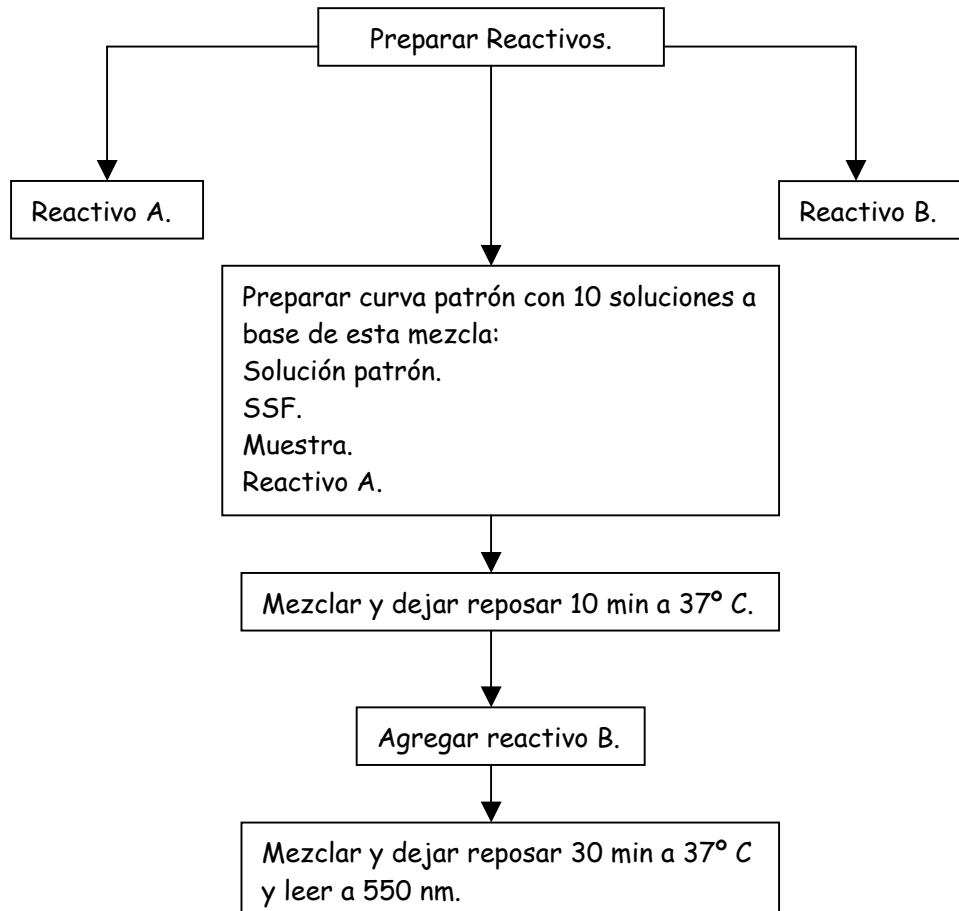 Preparar Reactivos.
Reactivo A.
Reactivo B.
Preparar curva patrón con 10 soluciones a
base de esta mezcla:
Solución patrón.
SSF.
Muestra.
Reactivo A.
Mezclar y dejar reposar 10 min a 37º C.
Agregar reactivo B.
Mezclar y dejar reposar 30 min a 37º C
y leer a 550 nm.